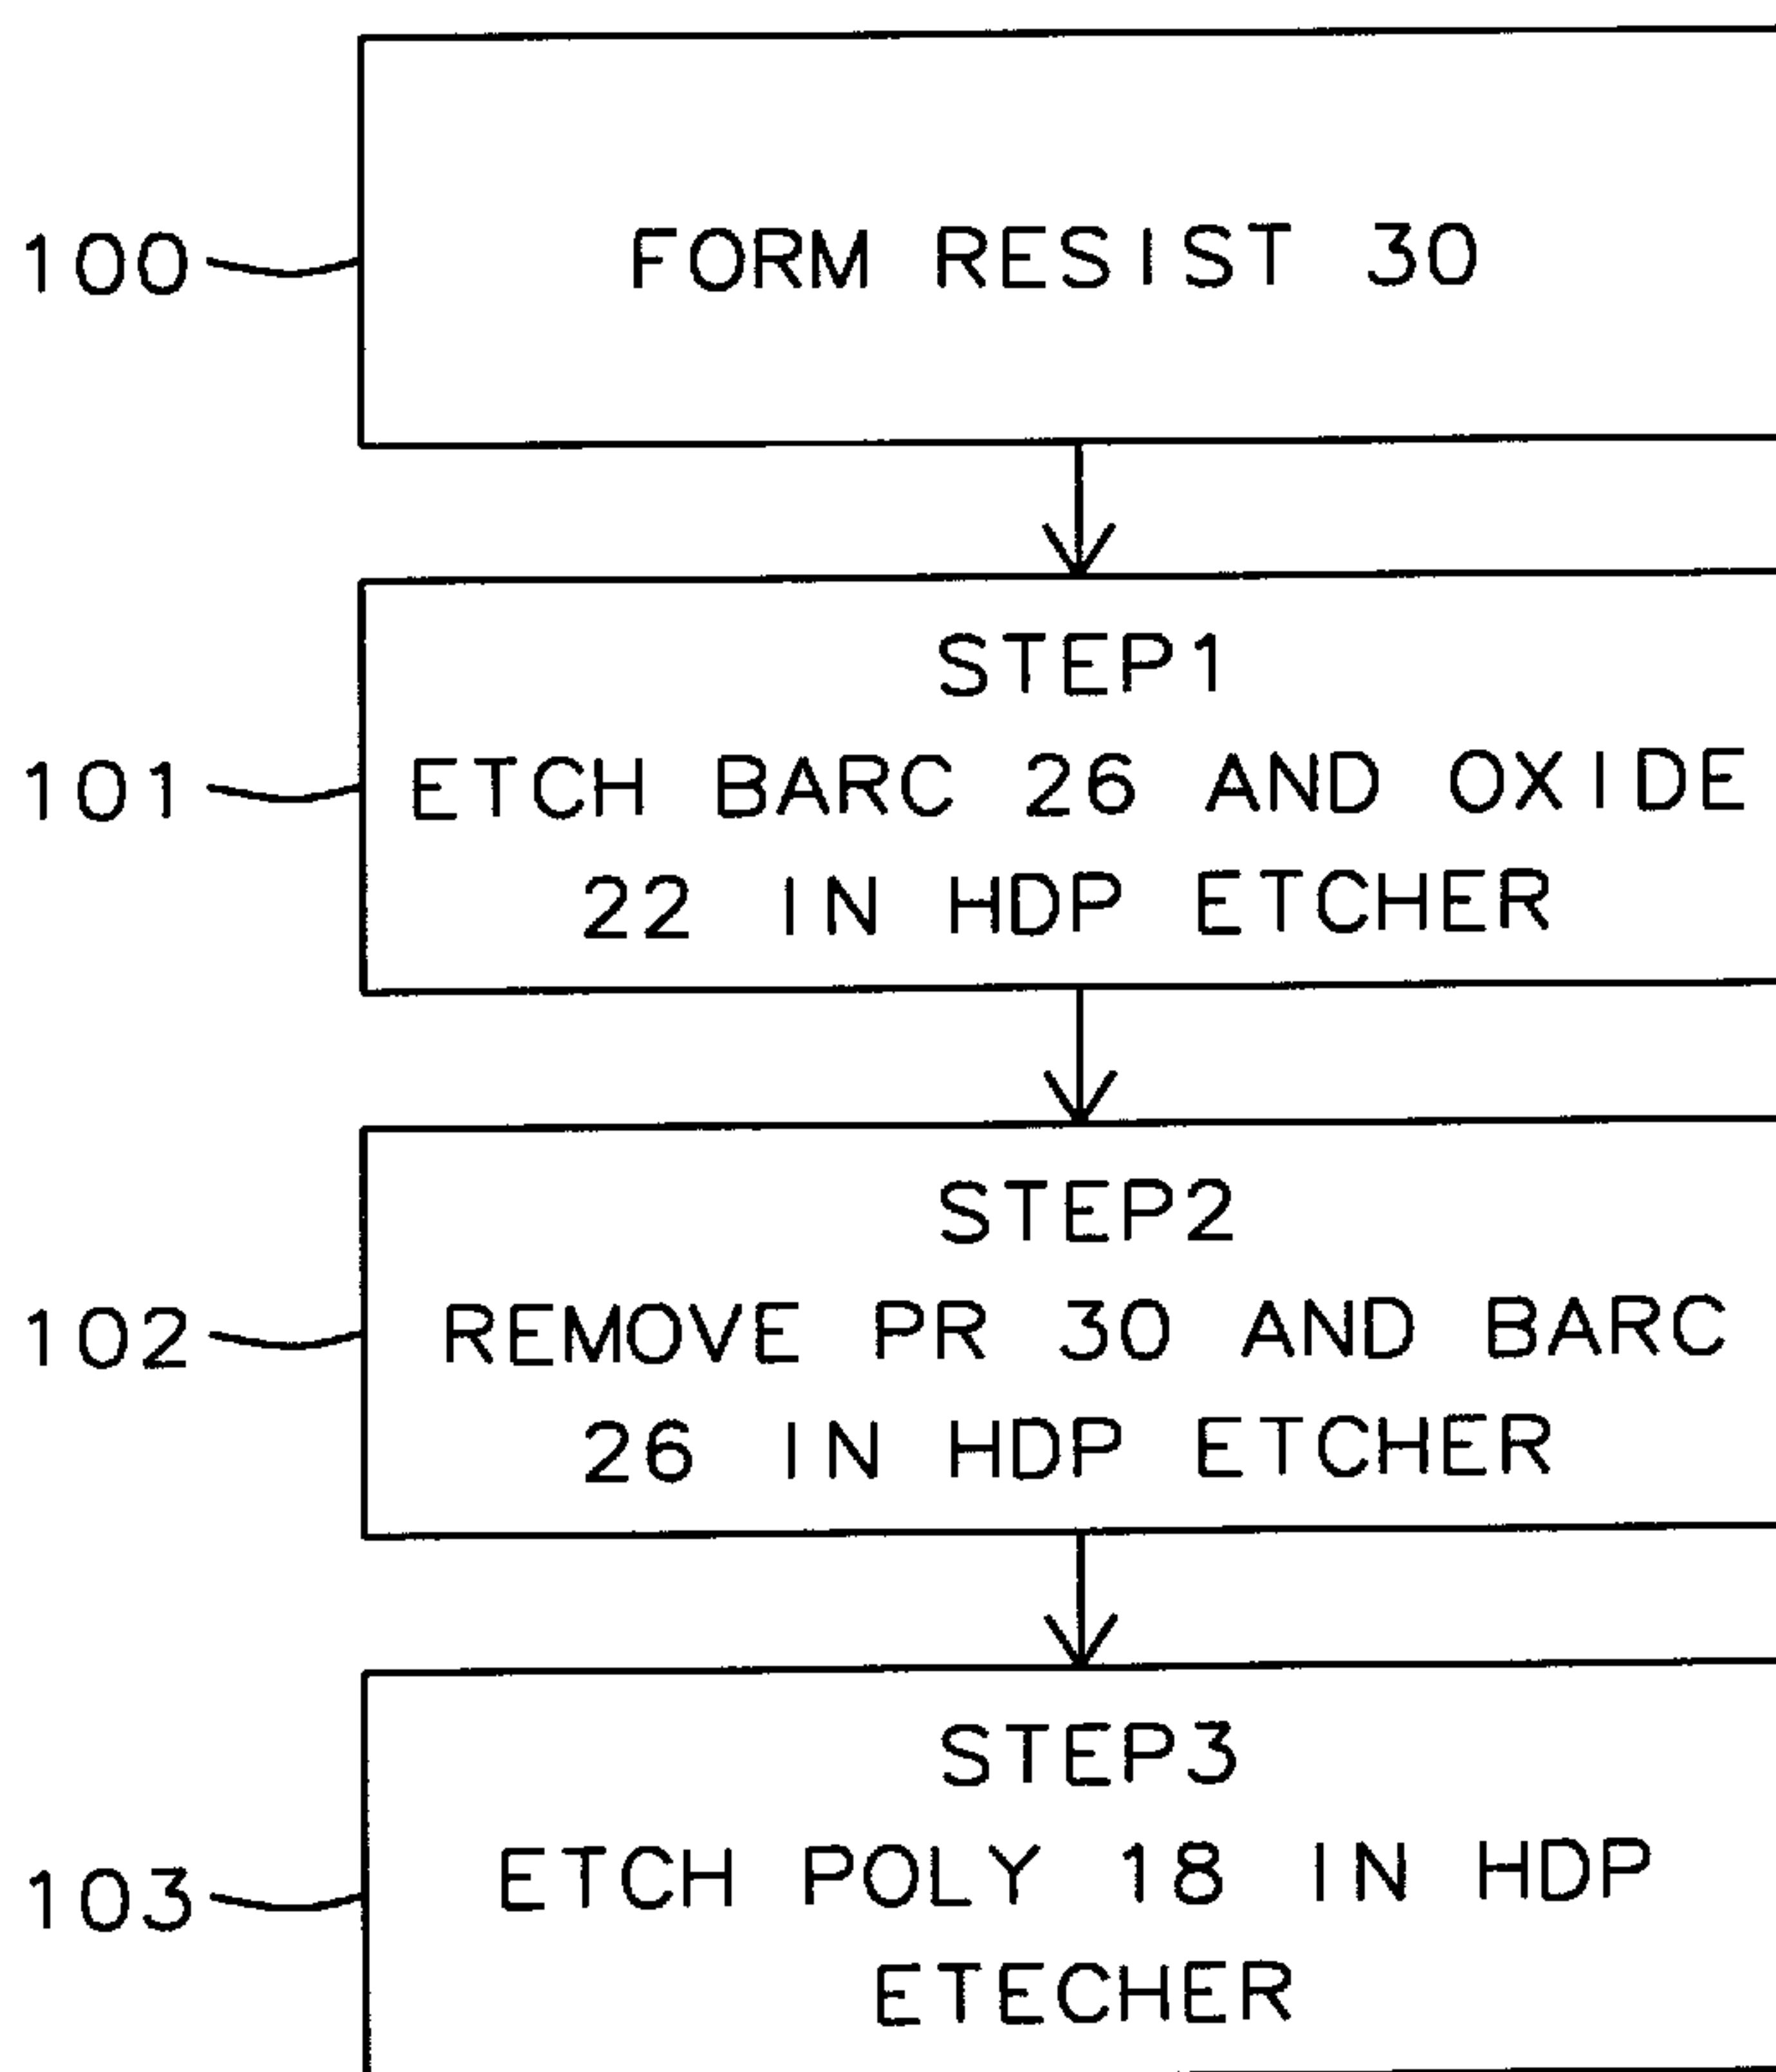 100 FORM RESIST 30
STEP1
101 ETCH BARC 26 AND OXIDE
22 IN HDP ETCHER
STEP2
102 REMOVE PR 30 AND BARC
26 IN HDP ETCHER
STEP3
103 ETCH POLY 18 IN HDP
ETECHER